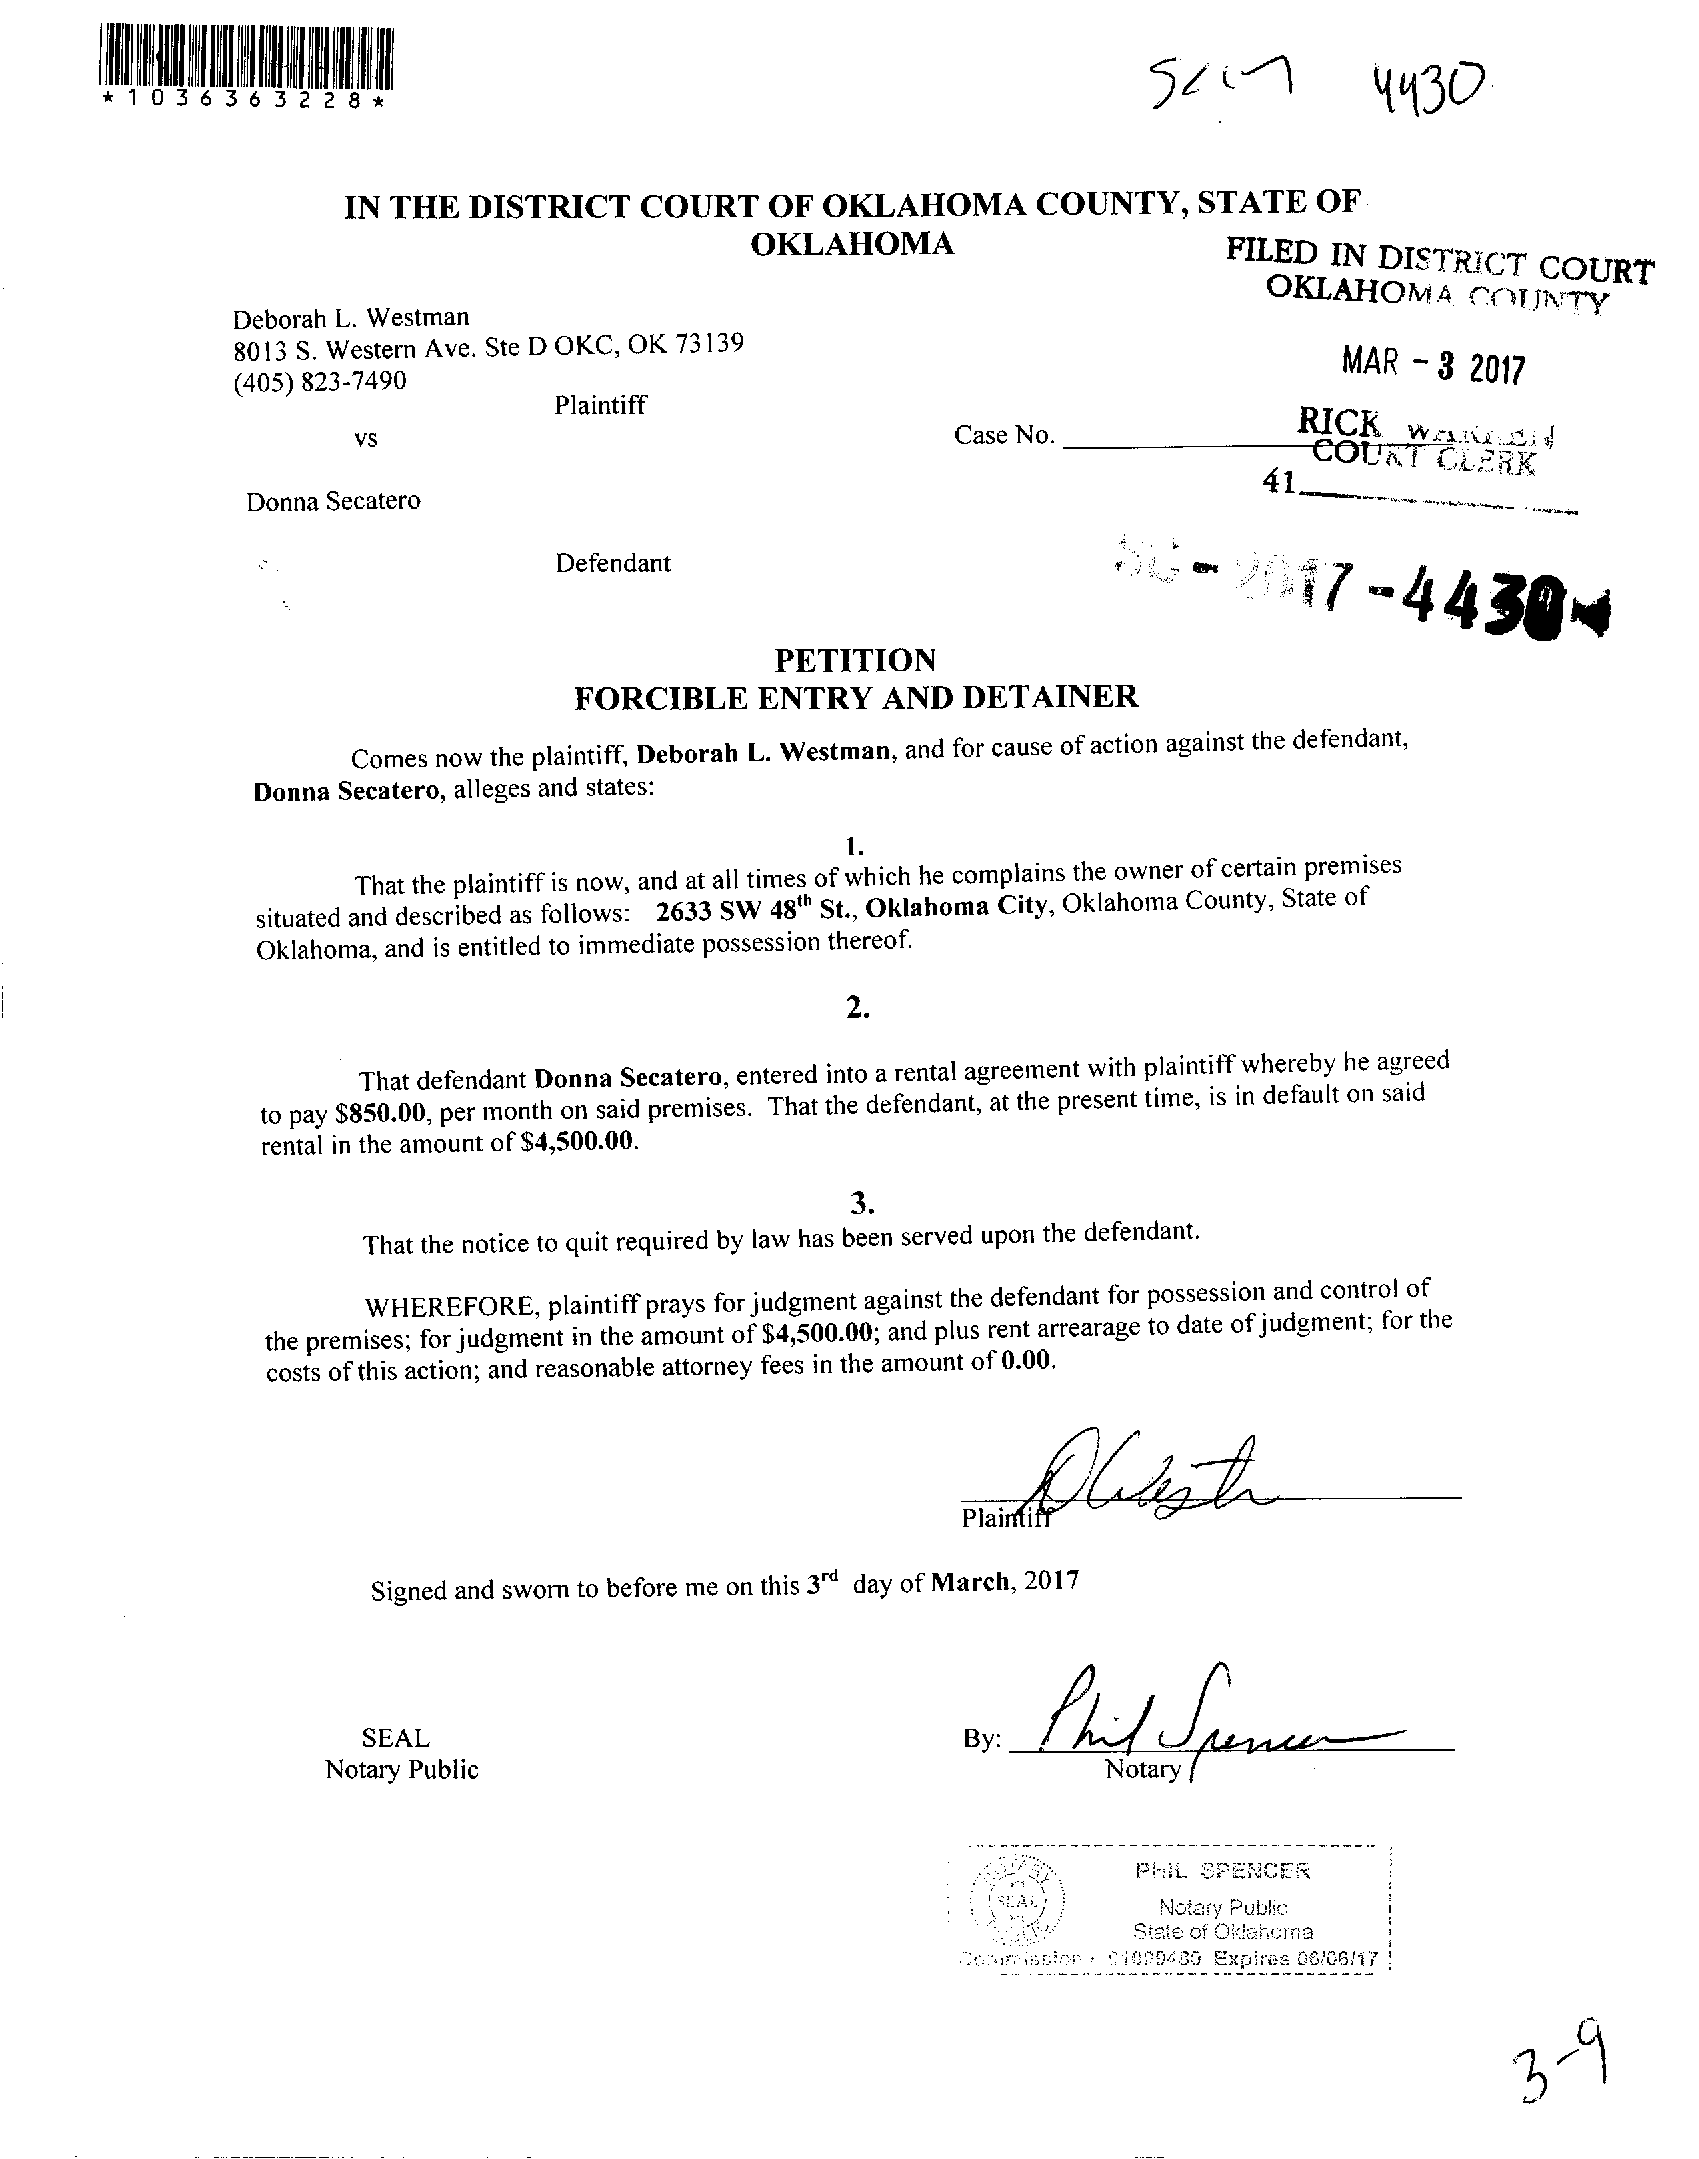 *1036363228*
4430
IN THE DISTRICT COURT OF OKLAHOMA COUNTY, STATE OF
OKLAHOMA
FILED IN DISTRICT COURT
OKLAHOMA COUNTY
MAR - 3 2017
RICK WARREN
COURT CLERK
41
Deborah L. Westman
8013 S. Western Ave. Ste D OKC, OK 73139
(405) 823-7490
Plaintiff
vs
Case No.
Donna Secatero
Defendant
SC - 2017 - 4430
PETITION
FORCIBLE ENTRY AND DETAINER
Comes now the plaintiff, Deborah L. Westman, and for cause of action against the defendant,
Donna Secatero, alleges and states:
1.
That the plaintiff is now, and at all times of which he complains the owner of certain premises
situated and described as follows: 2633 SW 48th St., Oklahoma City, Oklahoma County, State of
Oklahoma, and is entitled to immediate possession thereof.
2.
That defendant Donna Secatero, entered into a rental agreement with plaintiff whereby he agreed
to pay $850.00, per month on said premises. That the defendant, at the present time, is in default on said
rental in the amount of $4,500.00.
3.
That the notice to quit required by law has been served upon the defendant.
WHEREFORE, plaintiff prays for judgment against the defendant for possession and control of
the premises; for judgment in the amount of $4,500.00; and plus rent arrearage to date of judgment; for the
costs of this action; and reasonable attorney fees in the amount of 0.00.
Plaintiff
Signed and sworn to before me on this 3rd day of March, 2017
SEAL
Notary Public
By: Phil Spencer
Notary
SEAL
PHIL SPENCER
Notary Public
State of Oklahoma
Commission Expires 06/06/17
3-9